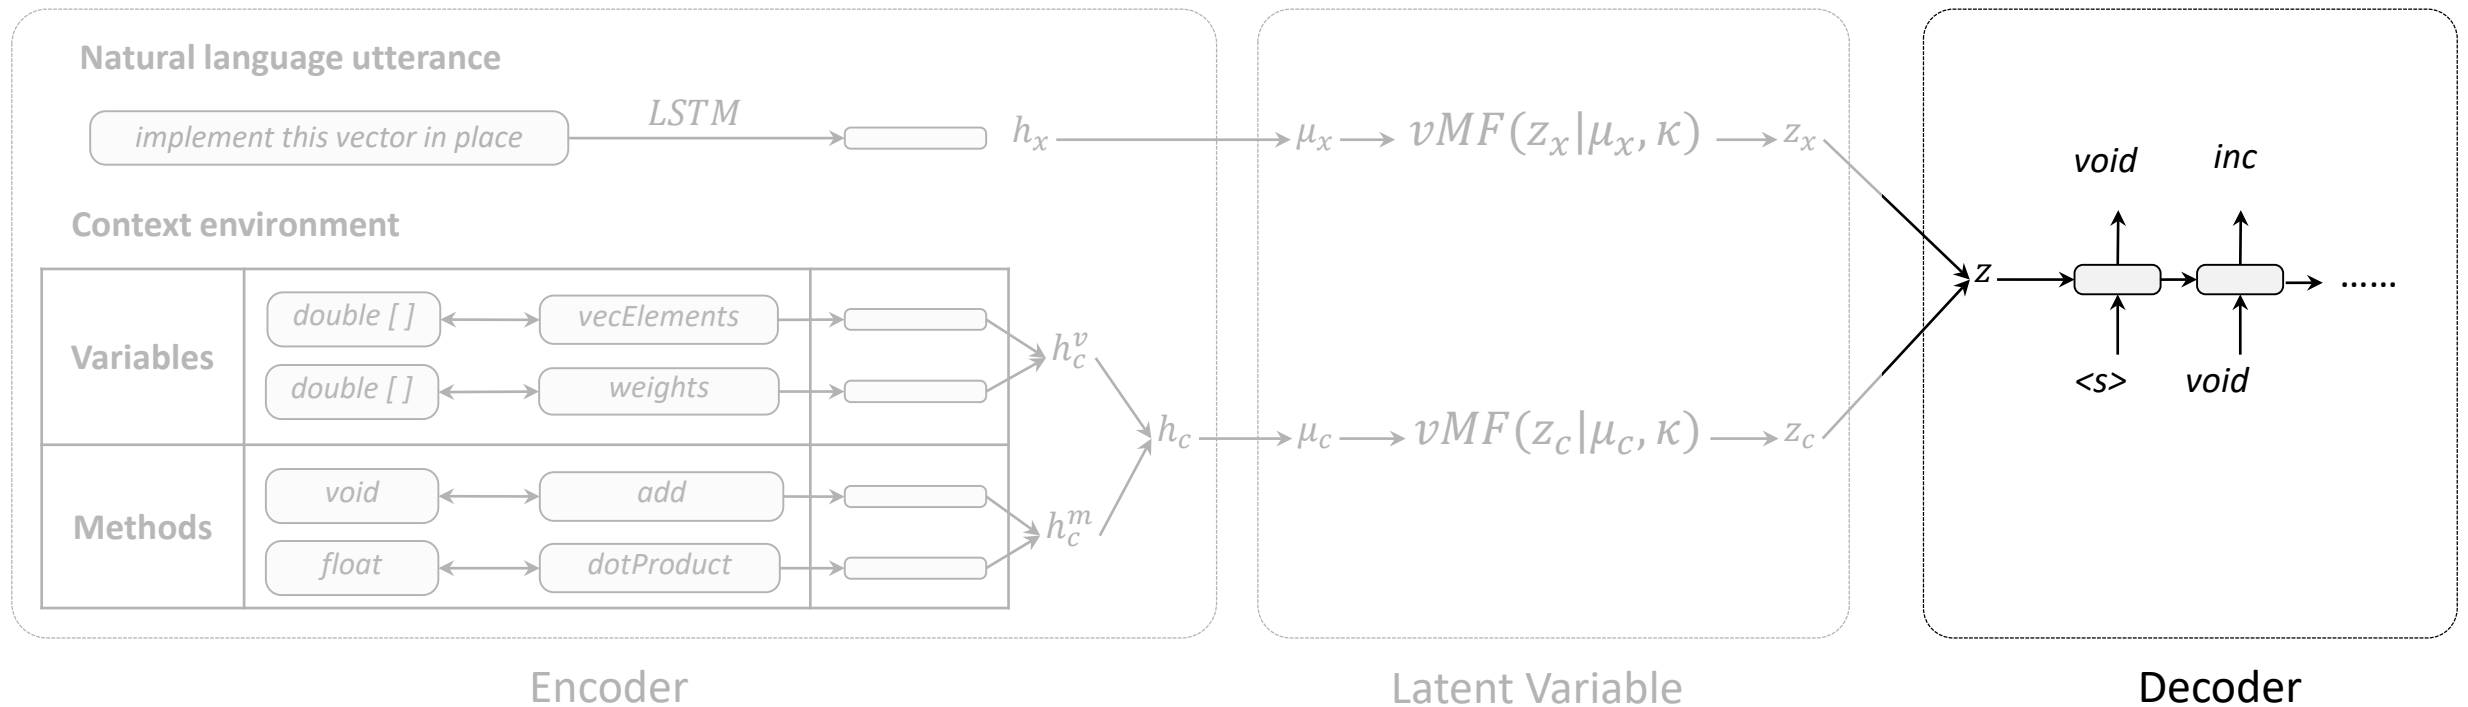 Natural language utterance
implement this vector in place
LSTM
h_x
μ_x
vMF(z_x|μ_x, κ)
z_x
Context environment
Variables
double [ ]
vecElements
double [ ]
weights
h_c^v
Methods
void
add
float
dotProduct
h_c^m
h_c
μ_c
vMF(z_c|μ_c, κ)
z_c
z
void
inc
......
<s>
void
Encoder
Latent Variable
Decoder